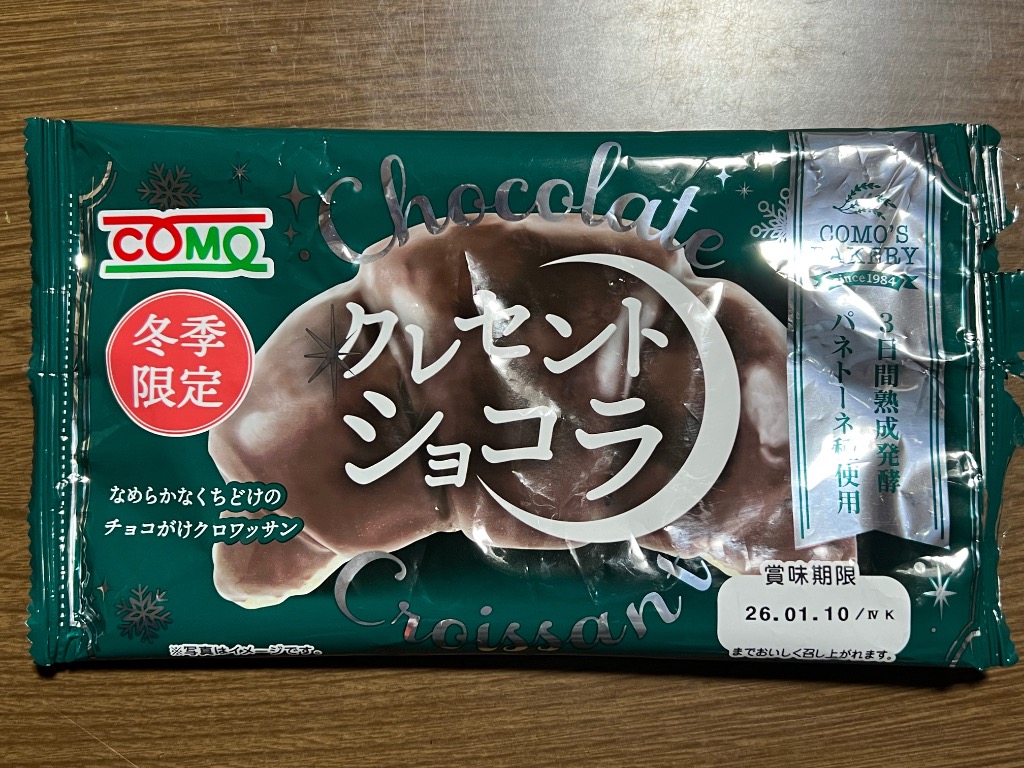 Chocolate
COMO
冬季
限定
クレセント
ショコラ
なめらかなくちどけの
チョコがけクロワッサン
Croissant
※写真はイメージです。
COMO'S
BAKERY
Since1984
3日間熟成発酵
パネトーネ種使用
賞味期限
26.01.10/Ⅳ K
までおいしく召し上がれます。